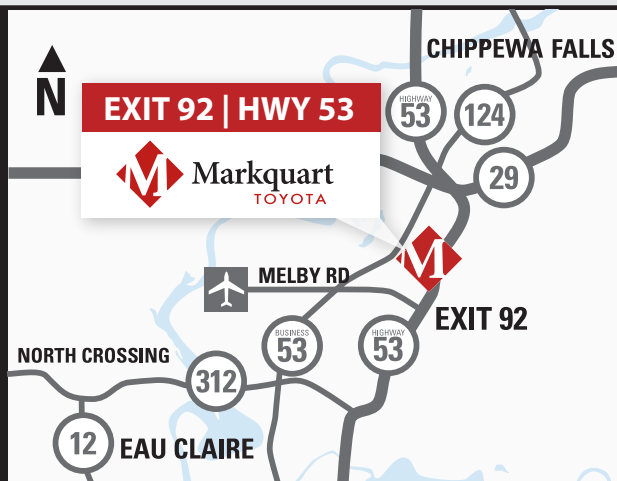 CHIPPEWA FALLS
N
EXIT 92 | HWY 53
M Markquart
TOYOTA
HIGHWAY
53
124
29
M
MELBY RD
EXIT 92
BUSINESS
53
HIGHWAY
53
NORTH CROSSING
312
12
EAU CLAIRE